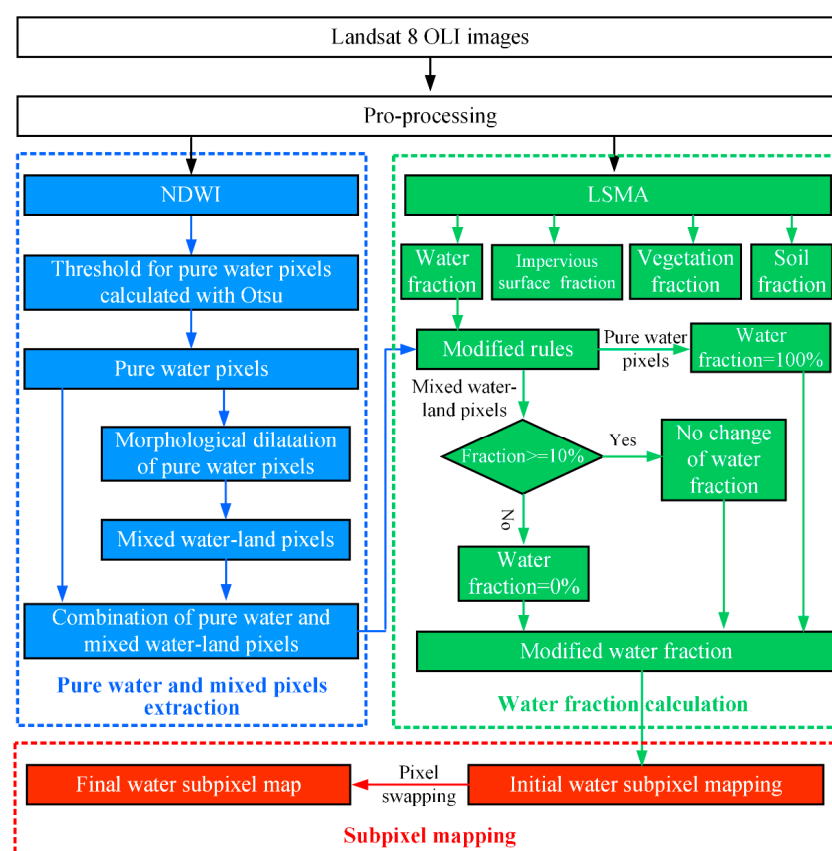 Landsat 8 OLI images
Pro-processing
NDWI
Threshold for pure water pixels
calculated with Otsu
Pure water pixels
Morphological dilatation
of pure water pixels
Mixed water-land pixels
Combination of pure water and
mixed water-land pixels
Pure water and mixed pixels
extraction
LSMA
Water
fraction
Impervious
surface fraction
Vegetation
fraction
Soil
fraction
Modified rules
Pure water
pixels
Water
fraction=100%
Mixed water-
land pixels
Fraction>=10%
Yes
No change
of water
fraction
No
Water
fraction=0%
Modified water fraction
Water fraction calculation
Final water subpixel map
Pixel
swapping
Initial water subpixel mapping
Subpixel mapping